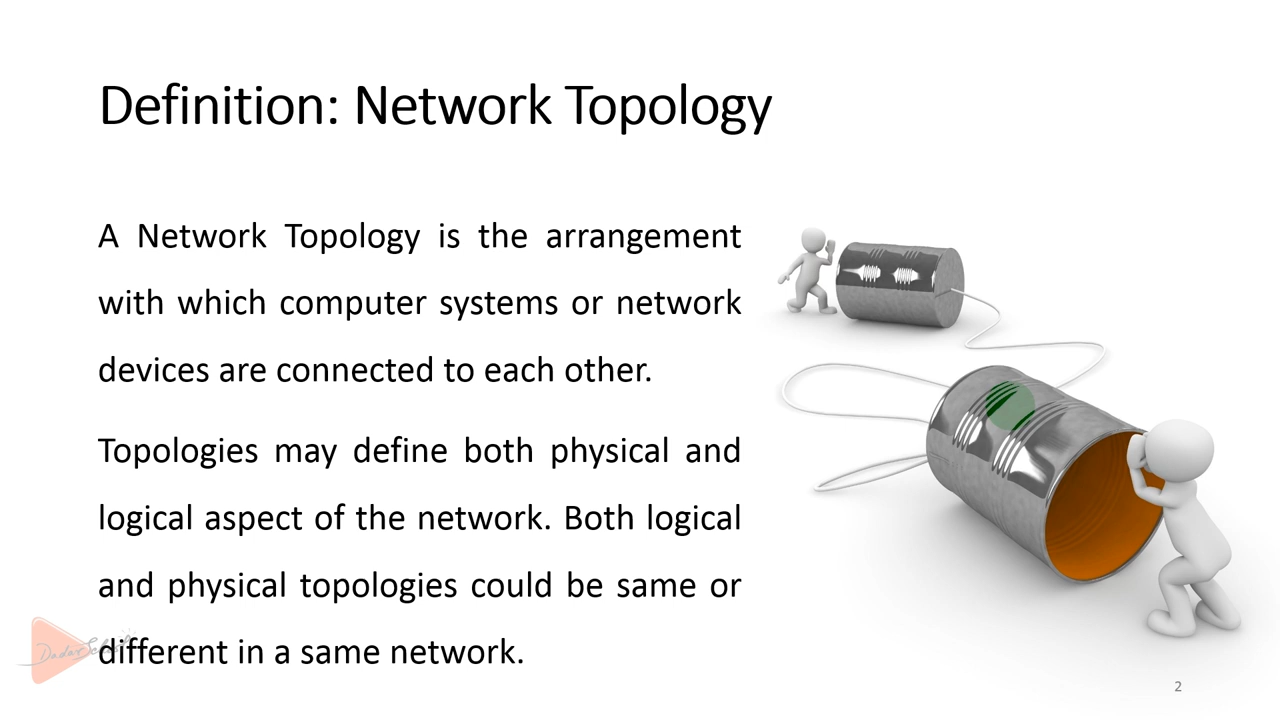 Definition: Network Topology
A Network Topology is the arrangement
with which computer systems or network
devices are connected to each other.
Topologies may define both physical and
logical aspect of the network. Both logical
and physical topologies could be same or
different in a same network.
2